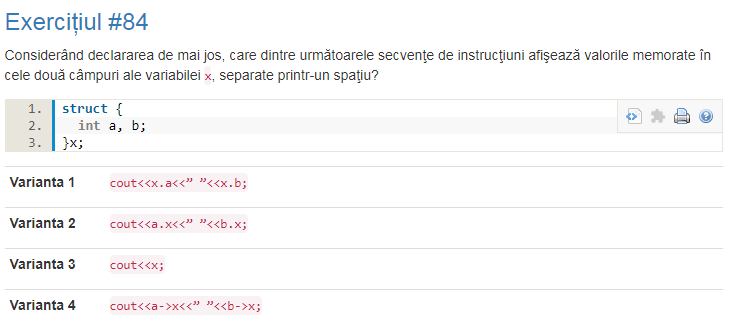 Exercițiul #84
Considerând declararea de mai jos, care dintre următoarele secvenţe de instrucţiuni afişează valorile memorate în
cele două câmpuri ale variabilei x, separate printr-un spaţiu?
1. struct {
2. int a, b;
3. }x;
Varianta 1 cout<<x.a<<” ”<<x.b;
Varianta 2 cout<<a.x<<” ”<<b.x;
Varianta 3 cout<<x;
Varianta 4 cout<<a->x<<” ”<<b->x;